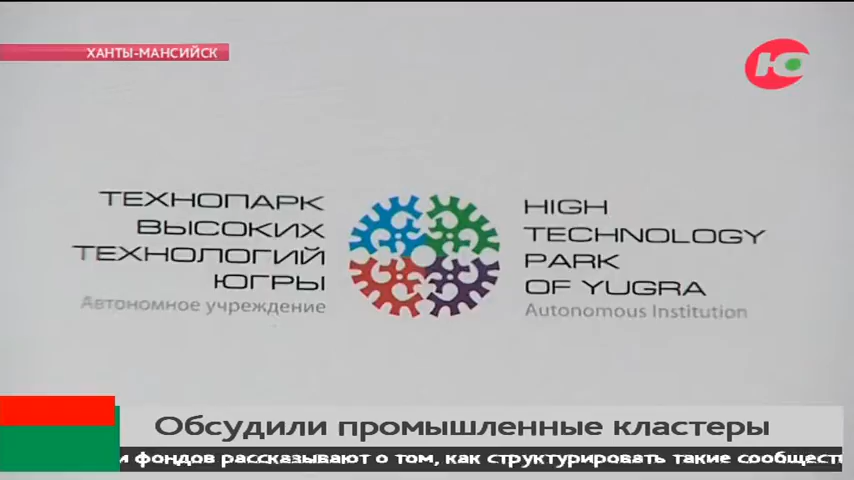 ХАНТЫ-МАНСИЙСК
Ю
ТЕХНОПАРК
ВЫСОКИХ
ТЕХНОЛОГИЙ
ЮГРЫ
Автономное учреждение
HIGH
TECHNOLOGY
PARK
OF YUGRA
Autonomous Institution
Обсудили промышленные кластеры
и фондов рассказывают о том, как структурировать такие сообщест